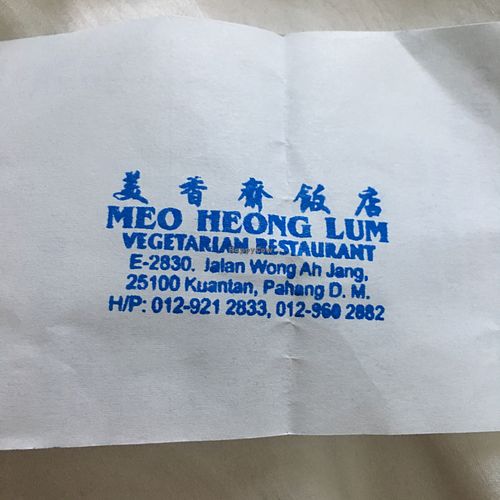 美香齋飯店
MEO HEONG LUM
VEGETARIAN RESTAURANT
E-2830. Jalan Wong Ah Jang,
25100 Kuantan, Pahang D. M.
H/P: 012-921 2833, 012-960 2882